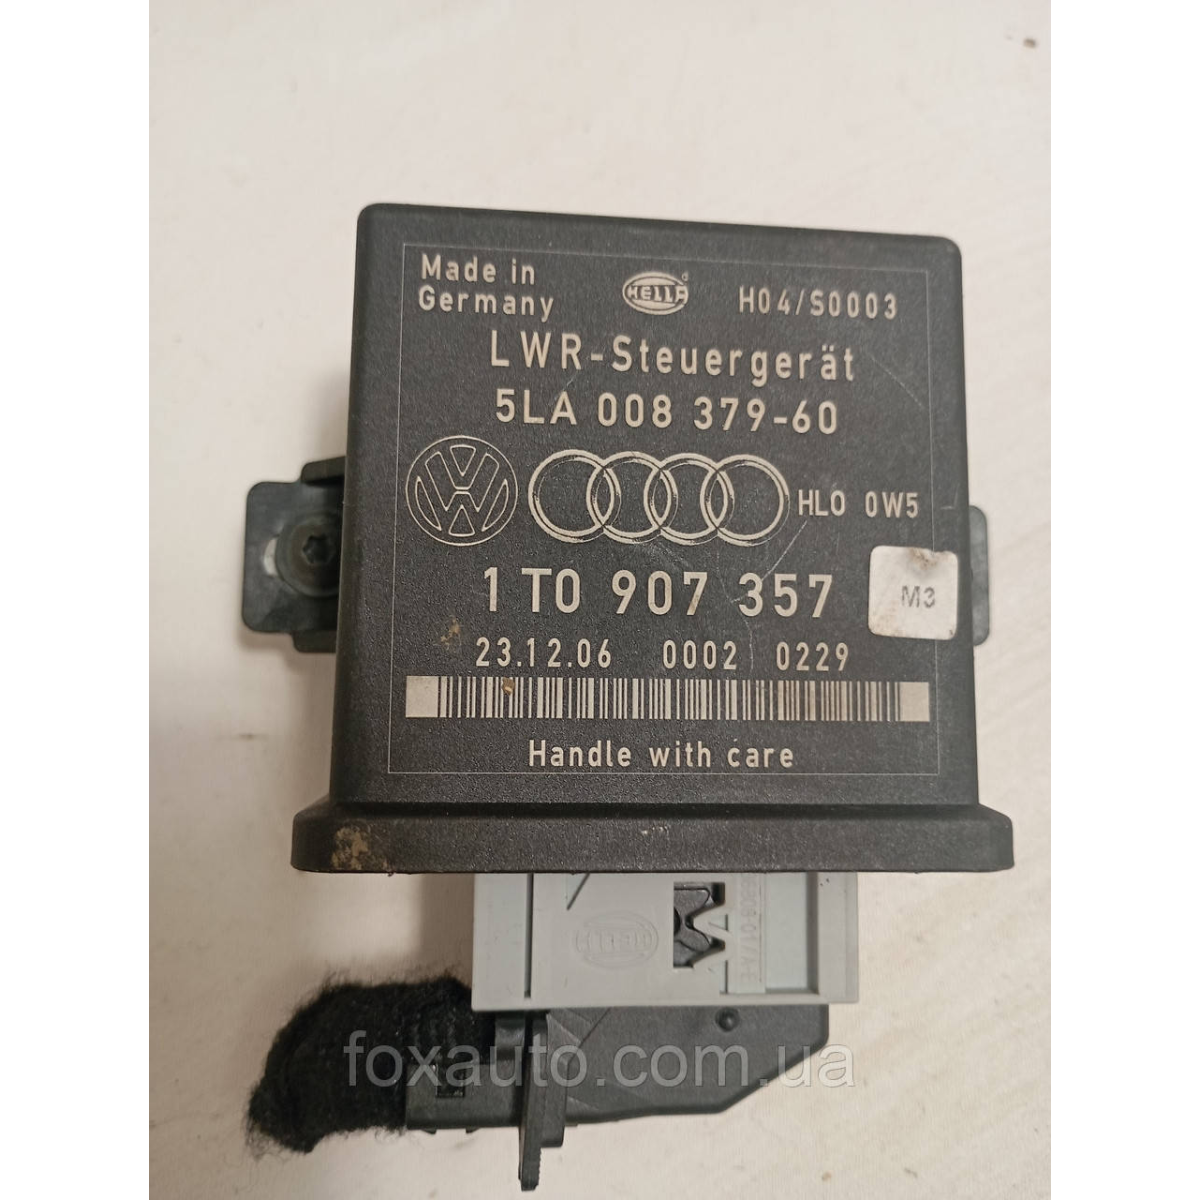 Made in
Germany
HELLA
H04/S0003
LWR-Steuergerät
5LA 008 379-60
HLO 0W5
1T0 907 357
M3
23.12.06 0002 0229
Handle with care
HELLA
foxauto.com.ua